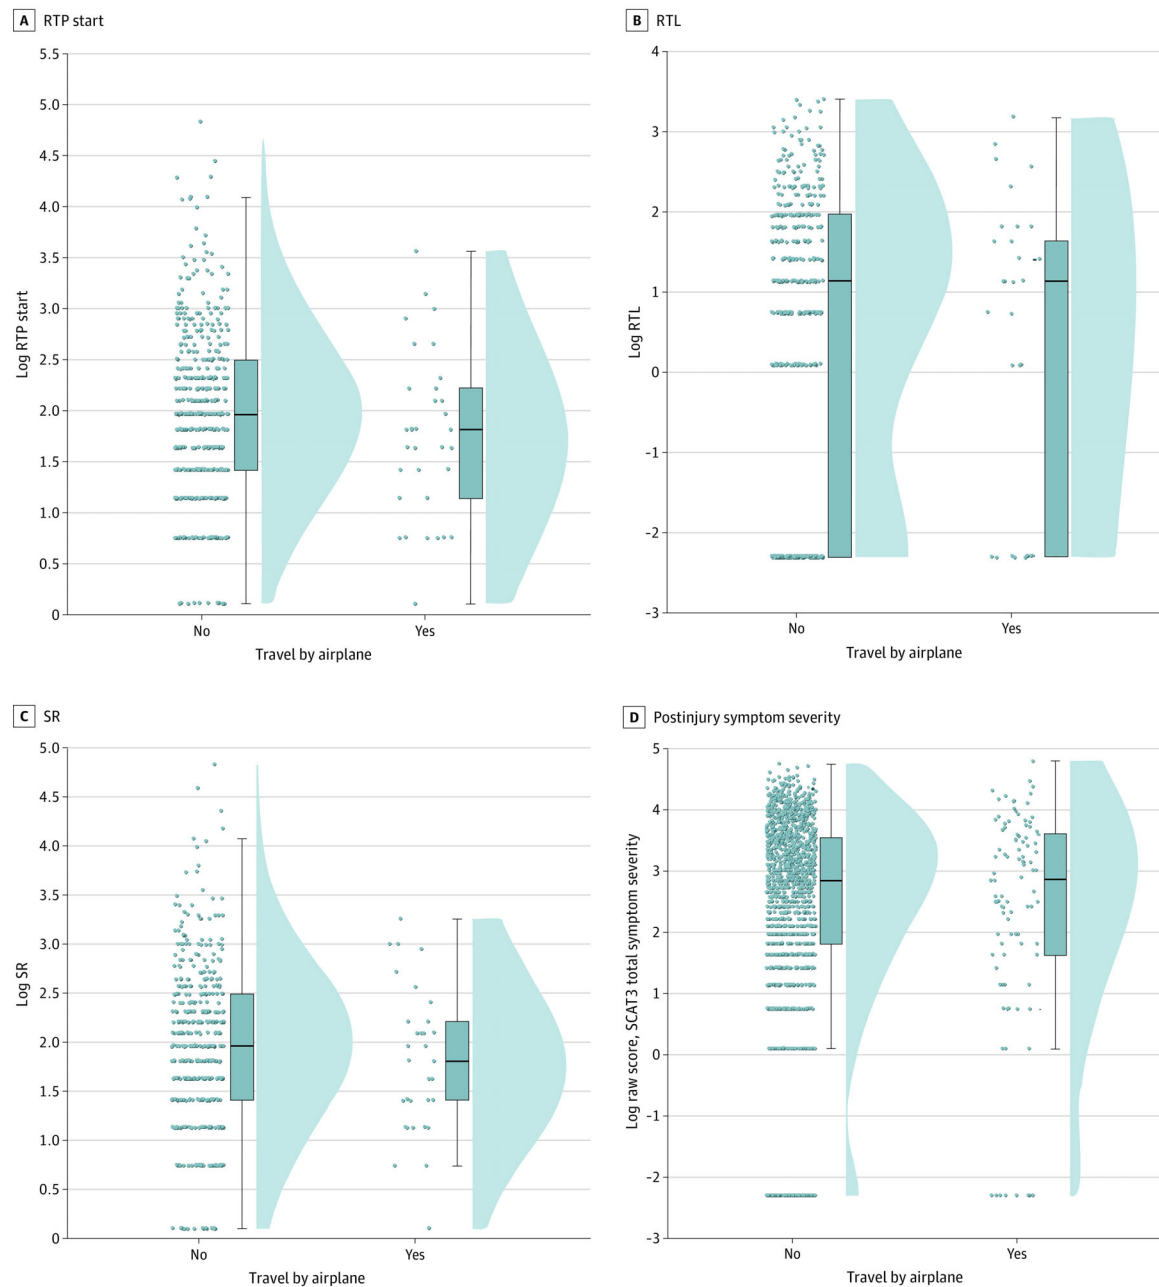 A RTP start
5.5
5.0
4.5
4.0
3.5
3.0
2.5
2.0
1.5
1.0
0.5
0
Log RTP start
No
Yes
Travel by airplane
B RTL
4
3
2
1
0
-1
-2
-3
Log RTL
No
Yes
Travel by airplane
C SR
5.0
4.5
4.0
3.5
3.0
2.5
2.0
1.5
1.0
0.5
0
Log SR
No
Yes
Travel by airplane
D Postinjury symptom severity
5
4
3
2
1
0
-1
-2
-3
Log raw score, SCAT3 total symptom severity
No
Yes
Travel by airplane